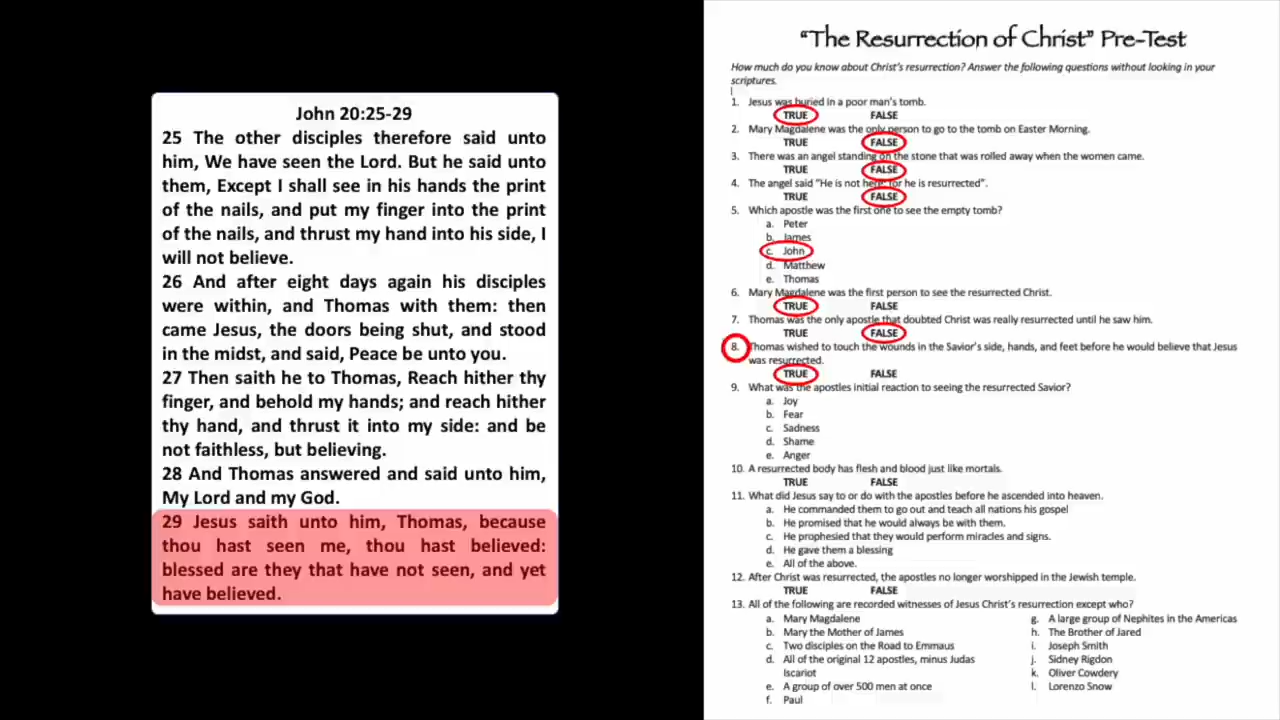 John 20:25-29
25 The other disciples therefore said unto
him, We have seen the Lord. But he said unto
them, Except I shall see in his hands the print
of the nails, and put my finger into the print
of the nails, and thrust my hand into his side, I
will not believe.
26 And after eight days again his disciples
were within, and Thomas with them: then
came Jesus, the doors being shut, and stood
in the midst, and said, Peace be unto you.
27 Then saith he to Thomas, Reach hither thy
finger, and behold my hands; and reach hither
thy hand, and thrust it into my side: and be
not faithless, but believing.
28 And Thomas answered and said unto him,
My Lord and my God.
29 Jesus saith unto him, Thomas, because
thou hast seen me, thou hast believed:
blessed are they that have not seen, and yet
have believed.
"The Resurrection of Christ" Pre-Test
How much do you know about Christ's resurrection? Answer the following questions without looking in your
scriptures.
1. Jesus was buried in a poor man's tomb.
TRUE FALSE
2. Mary Magdalene was the only person to go to the tomb on Easter Morning.
TRUE FALSE
3. There was an angel standing on the stone that was rolled away when the women came.
TRUE FALSE
4. The angel said "He is not here, for he is resurrected".
TRUE FALSE
5. Which apostle was the first one to see the empty tomb?
a. Peter
b. James
c. John
d. Matthew
e. Thomas
6. Mary Magdalene was the first person to see the resurrected Christ.
TRUE FALSE
7. Thomas was the only apostle that doubted Christ was really resurrected until he saw him.
TRUE FALSE
8. Thomas wished to touch the wounds in the Savior's side, hands, and feet before he would believe that Jesus
was resurrected.
TRUE FALSE
9. What was the apostles initial reaction to seeing the resurrected Savior?
a. Joy
b. Fear
c. Sadness
d. Shame
e. Anger
10. A resurrected body has flesh and blood just like mortals.
TRUE FALSE
11. What did Jesus say to or do with the apostles before he ascended into heaven.
a. He commanded them to go out and teach all nations his gospel
b. He promised that he would always be with them.
c. He prophesied that they would perform miracles and signs.
d. He gave them a blessing
e. All of the above.
12. After Christ was resurrected, the apostles no longer worshipped in the Jewish temple.
TRUE FALSE
13. All of the following are recorded witnesses of Jesus Christ's resurrection except who?
a. Mary Magdalene
b. Mary the Mother of James
c. Two disciples on the Road to Emmaus
d. All of the original 12 apostles, minus Judas
Iscariot
e. A group of over 500 men at once
f. Paul
g. A large group of Nephites in the Americas
h. The Brother of Jared
i. Joseph Smith
j. Sidney Rigdon
k. Oliver Cowdery
l. Lorenzo Snow